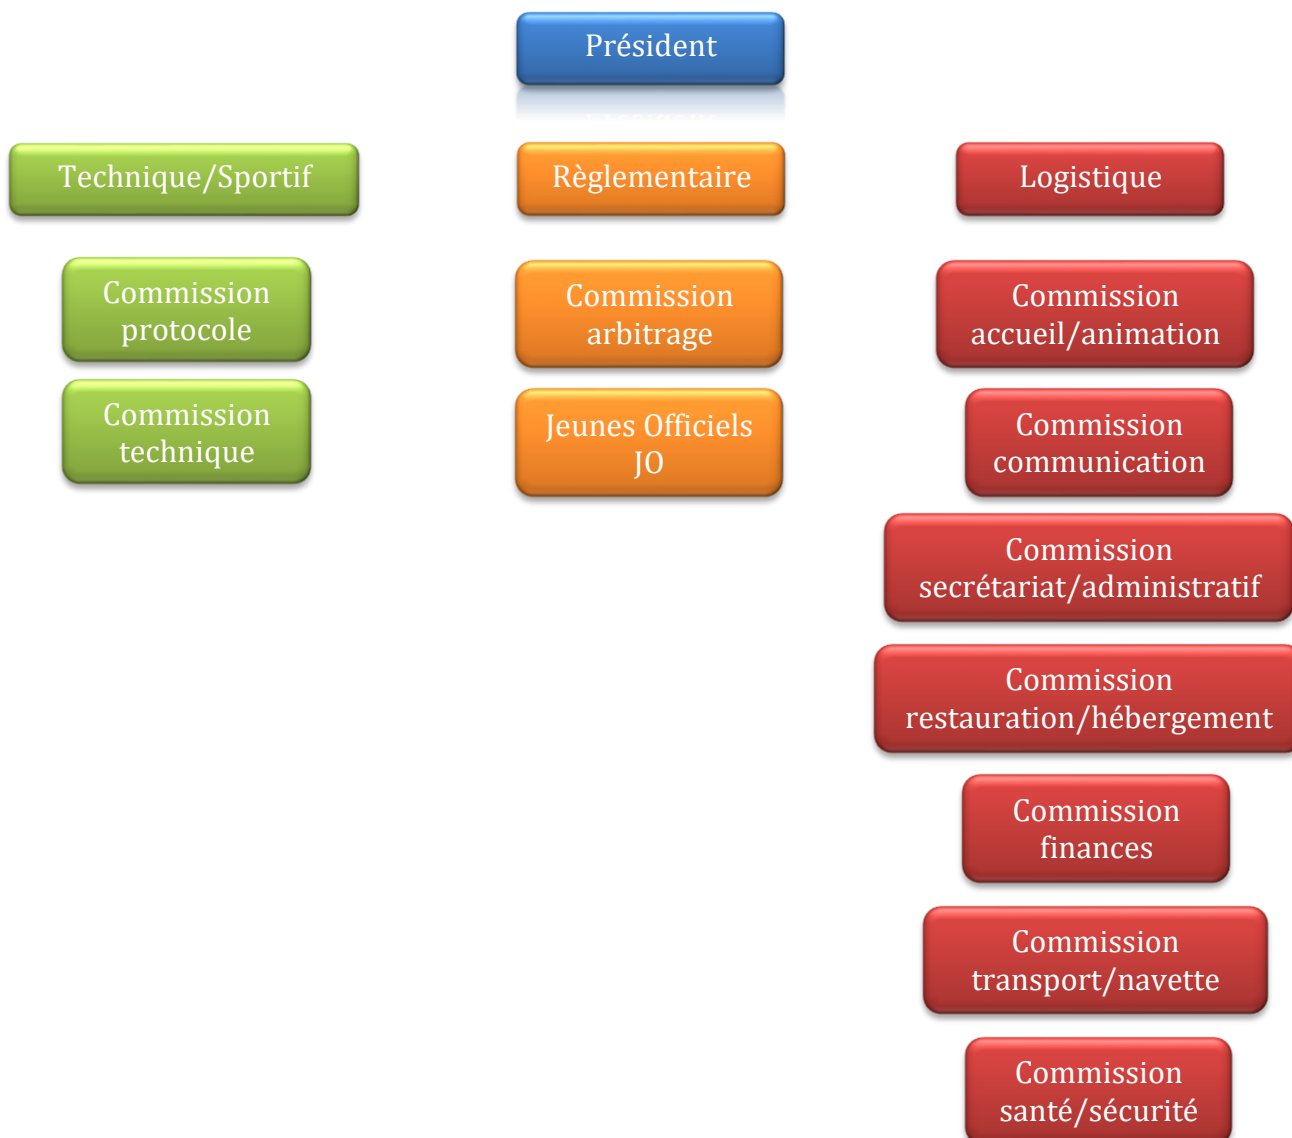 Président
Technique/Sportif
Règlementaire
Logistique
Commission
protocole
Commission
technique
Commission
arbitrage
Jeunes Officiels
JO
Commission
accueil/animation
Commission
communication
Commission
secrétariat/administratif
Commission
restauration/hébergement
Commission
finances
Commission
transport/navette
Commission
santé/sécurité